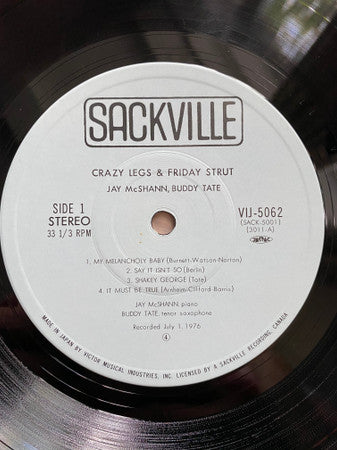 SACKVILLE
CRAZY LEGS & FRIDAY STRUT
JAY McSHANN, BUDDY TATE
SIDE 1
STEREO
33 1/3 RPM
VIJ-5062
(SACK-5001)
(3011-A)
1. MY MELANCHOLY BABY (Burnett-Watson-Norton)
2. SAY IT ISN'T SO (Berlin)
3. SHAKEY GEORGE (Tate)
4. IT MUST BE TRUE (Arnheim-Clifford-Barris)
JAY McSHANN, piano
BUDDY TATE, tenor saxophone
Recorded July 1, 1976
4
MADE IN JAPAN BY VICTOR MUSICAL INDUSTRIES, INC. LICENSED BY A SACKVILLE RECORDING, CANADA